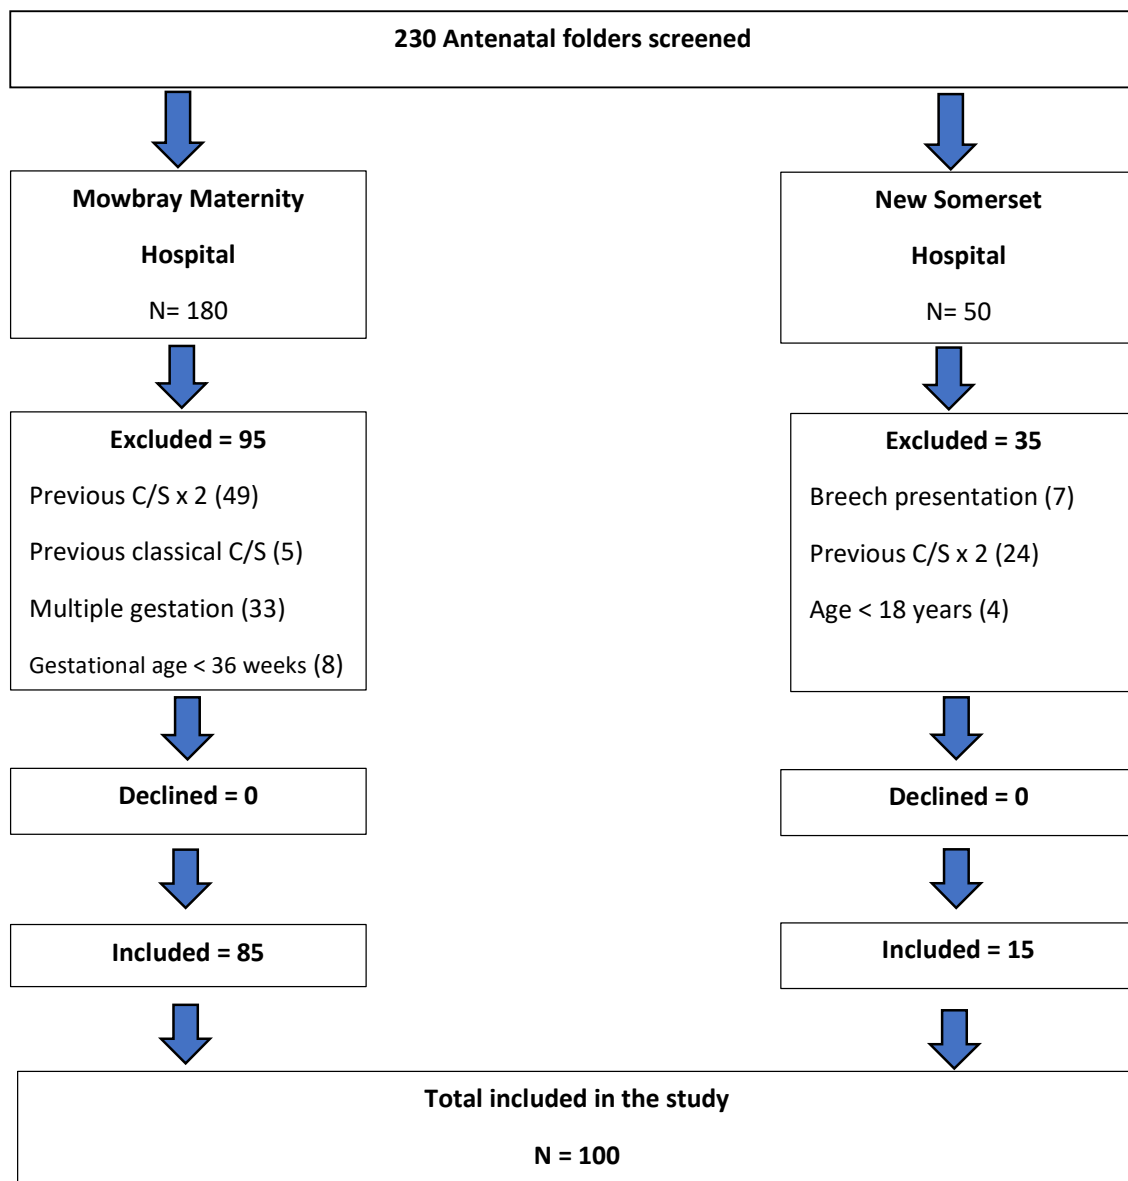 230 Antenatal folders screened
Mowbray Maternity
Hospital
N= 180
New Somerset
Hospital
N= 50
Excluded = 95
Previous C/S x 2 (49)
Previous classical C/S (5)
Multiple gestation (33)
Gestational age < 36 weeks (8)
Excluded = 35
Breech presentation (7)
Previous C/S x 2 (24)
Age < 18 years (4)
Declined = 0
Declined = 0
Included = 85
Included = 15
Total included in the study
N = 100